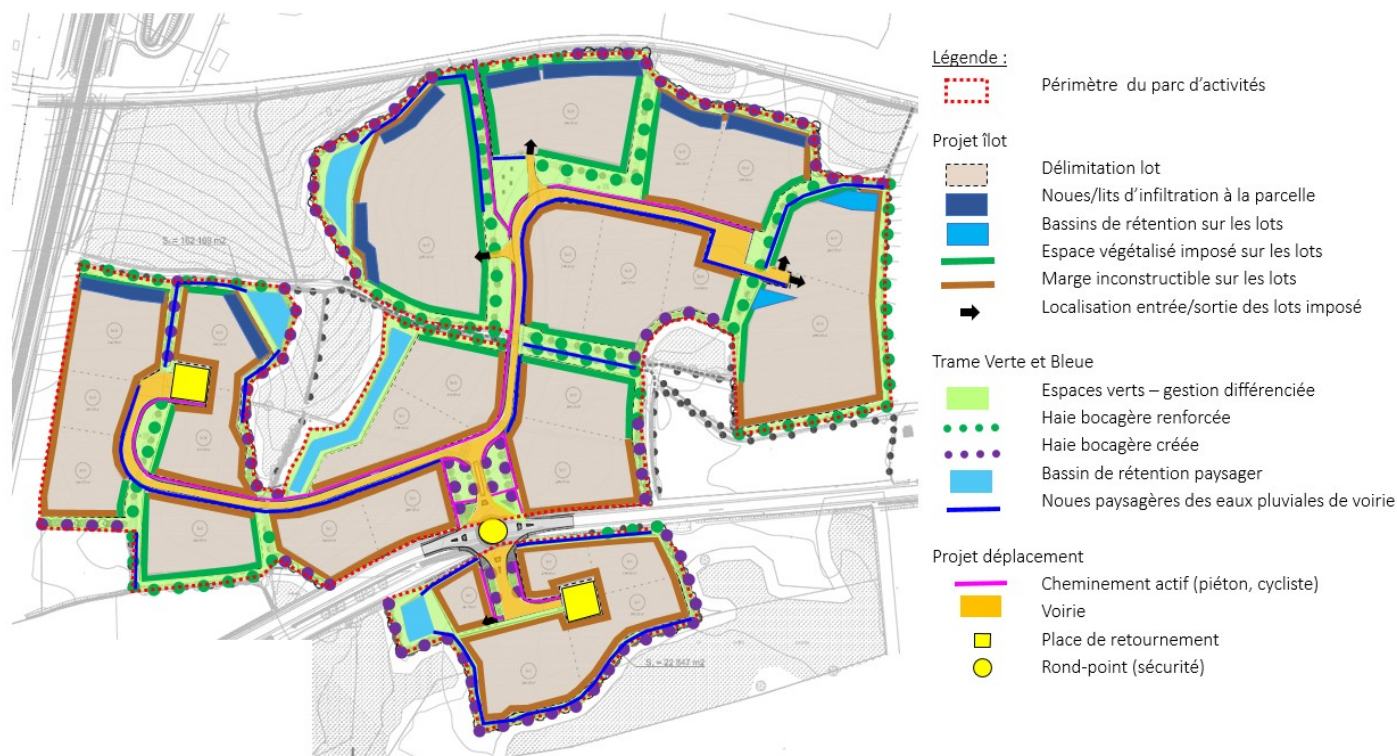 Légende :
Périmètre du parc d'activités
Projet îlot
Délimitation lot
Noues/lits d'infiltration à la parcelle
Bassins de rétention sur les lots
Espace végétalisé imposé sur les lots
Marge inconstructible sur les lots
Localisation entrée/sortie des lots imposé
Trame Verte et Bleue
Espaces verts – gestion différenciée
Haie bocagère renforcée
Haie bocagère créée
Bassin de rétention paysager
Noues paysagères des eaux pluviales de voirie
Projet déplacement
Cheminement actif (piéton, cycliste)
Voirie
Place de retournement
Rond-point (sécurité)